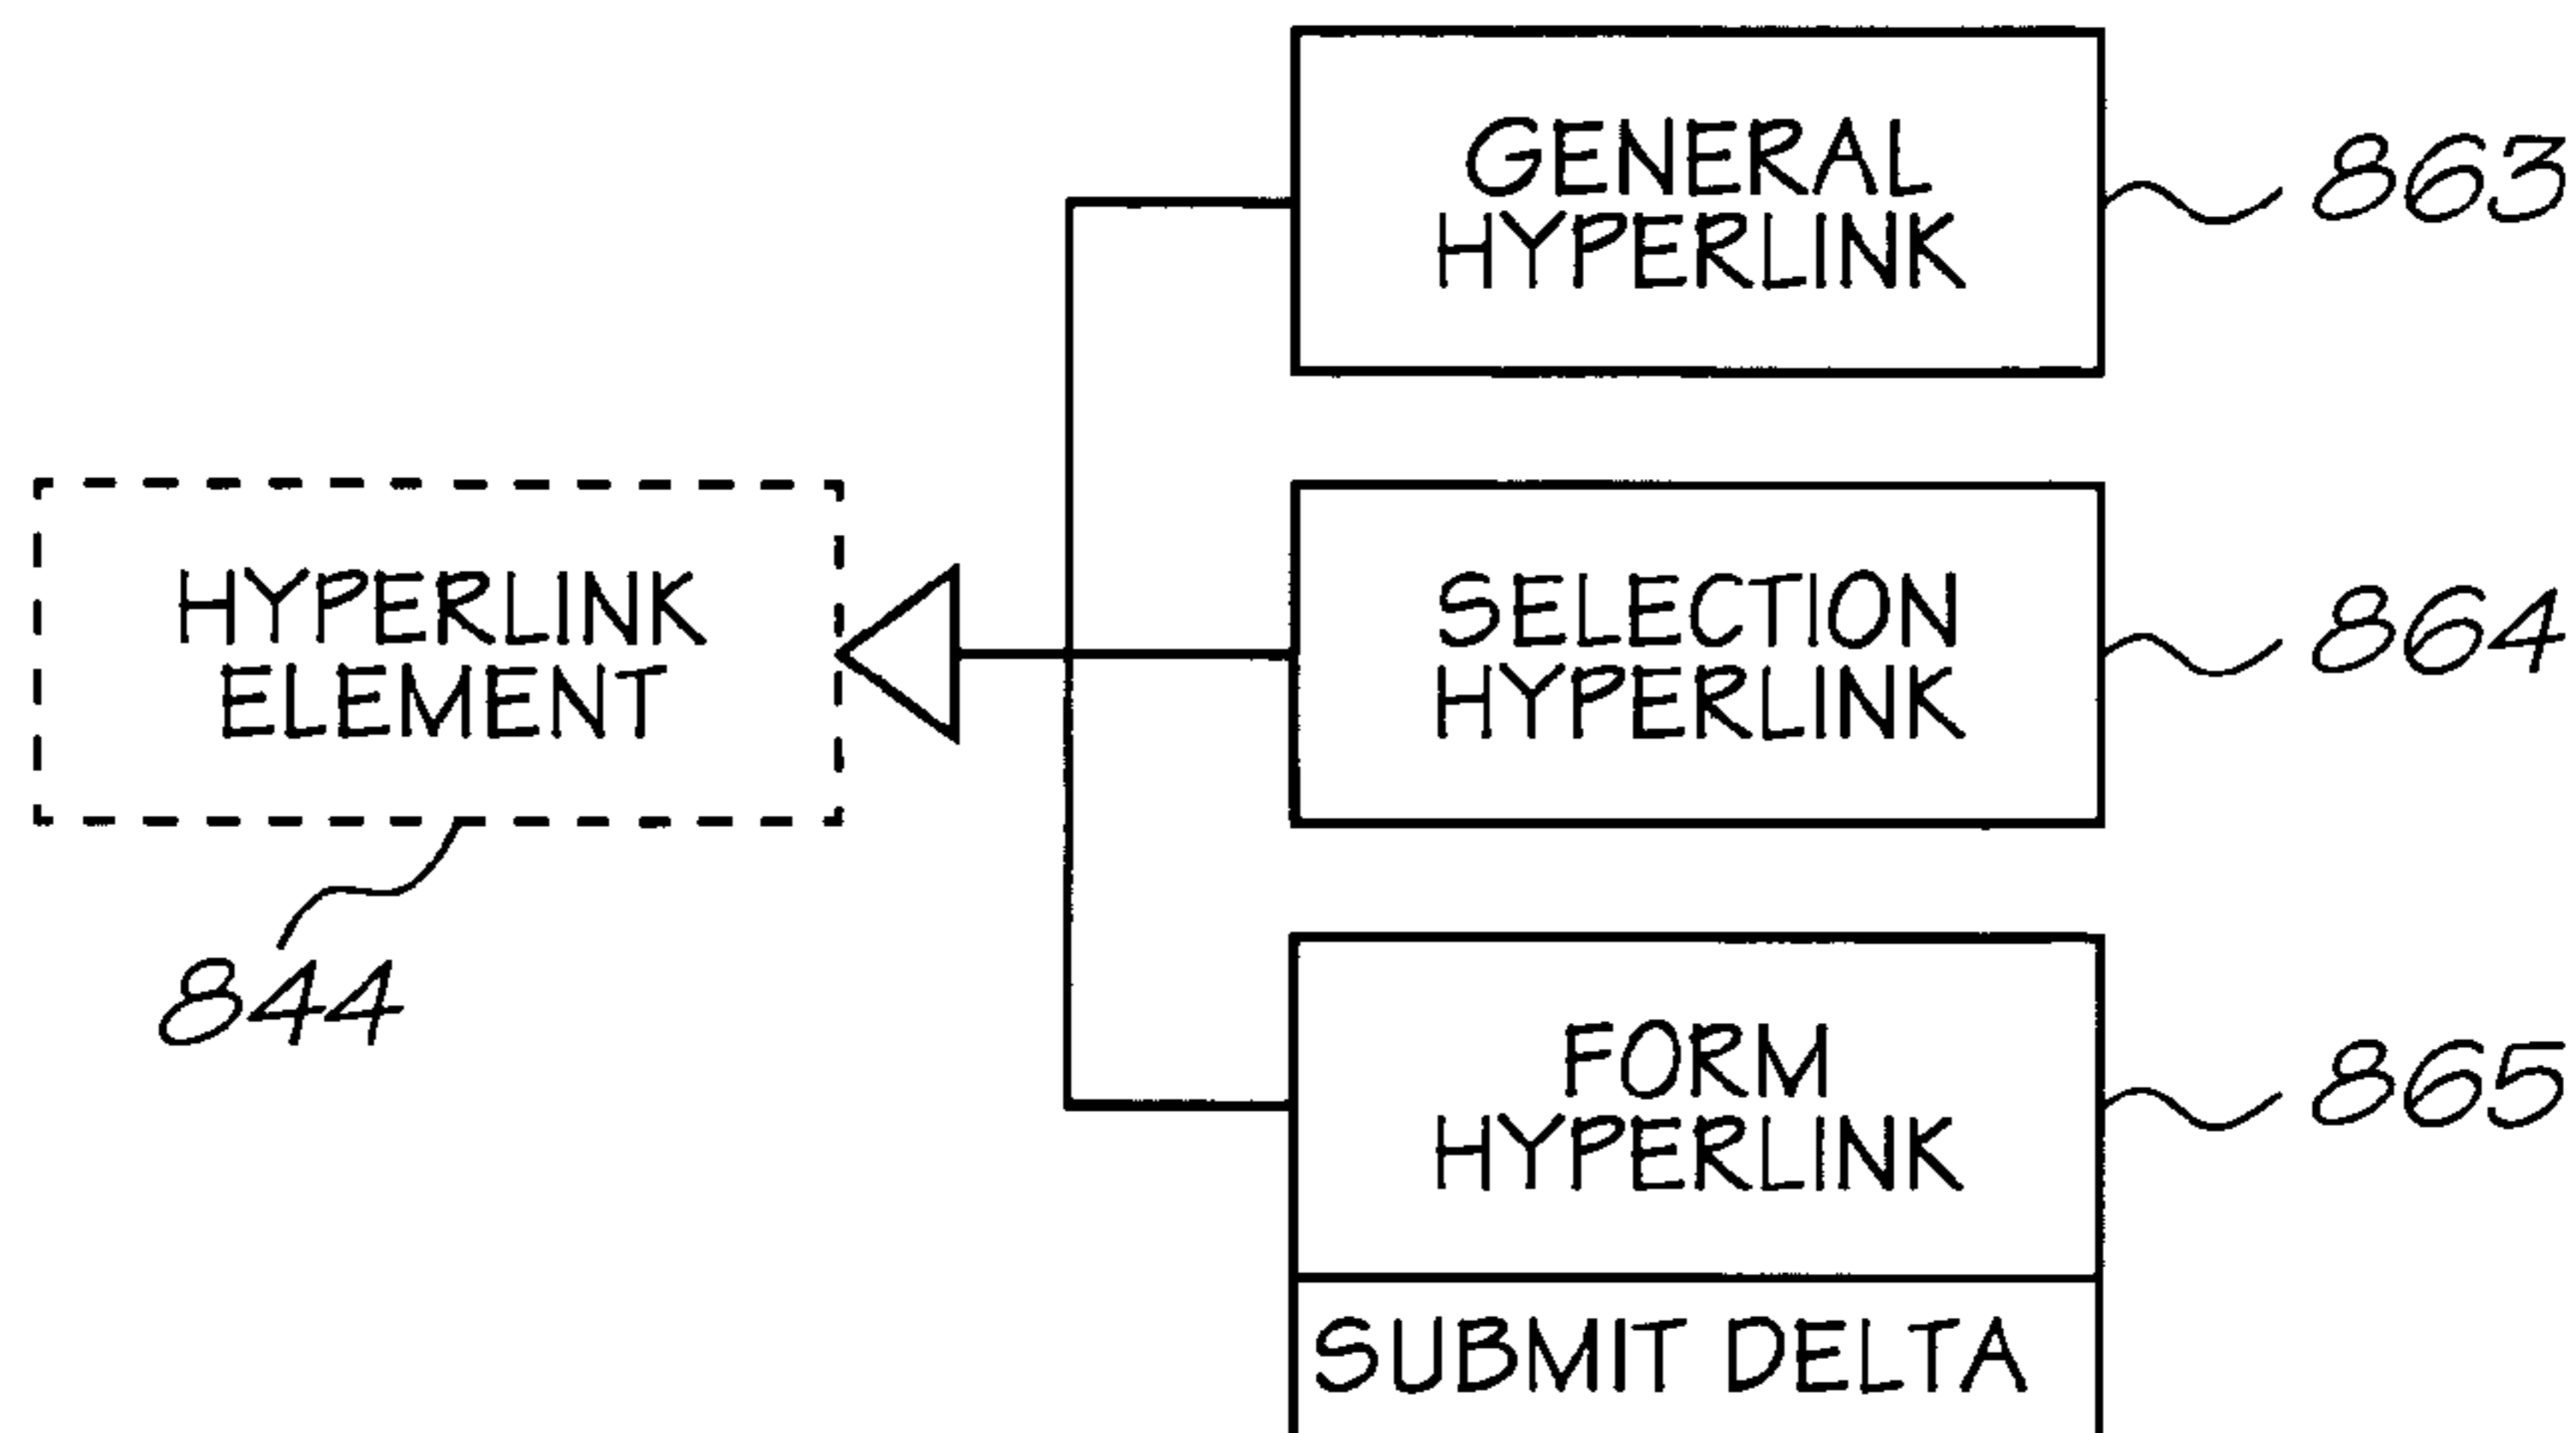 GENERAL
HYPERLINK
863
HYPERLINK
ELEMENT
844
SELECTION
HYPERLINK
864
FORM
HYPERLINK
865
SUBMIT DELTA